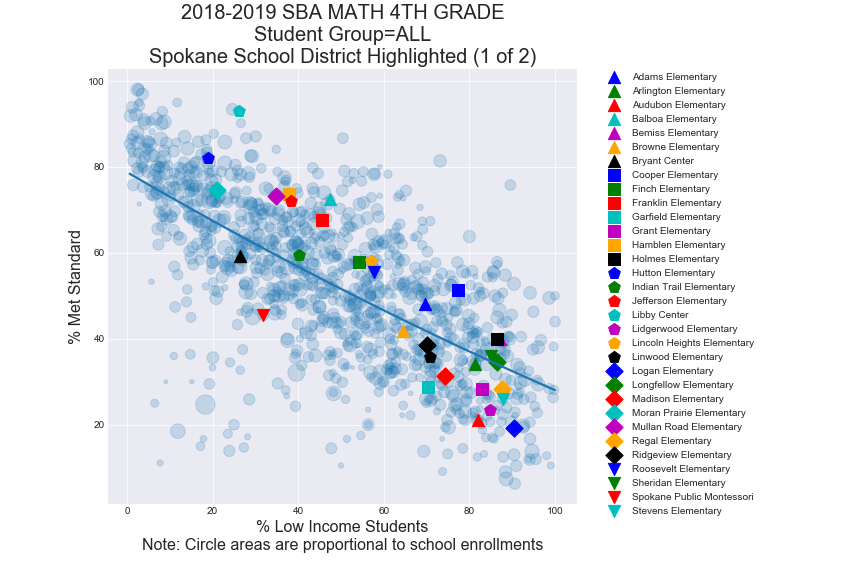 2018-2019 SBA MATH 4TH GRADE
Student Group=ALL
Spokane School District Highlighted (1 of 2)
% Met Standard
100
80
60
40
20
0 20 40 60 80 100
% Low Income Students
Note: Circle areas are proportional to school enrollments
Adams Elementary
Arlington Elementary
Audubon Elementary
Balboa Elementary
Bemiss Elementary
Browne Elementary
Bryant Center
Cooper Elementary
Finch Elementary
Franklin Elementary
Garfield Elementary
Grant Elementary
Hamblen Elementary
Holmes Elementary
Hutton Elementary
Indian Trail Elementary
Jefferson Elementary
Libby Center
Lidgerwood Elementary
Lincoln Heights Elementary
Linwood Elementary
Logan Elementary
Longfellow Elementary
Madison Elementary
Moran Prairie Elementary
Mullan Road Elementary
Regal Elementary
Ridgeview Elementary
Roosevelt Elementary
Sheridan Elementary
Spokane Public Montessori
Stevens Elementary